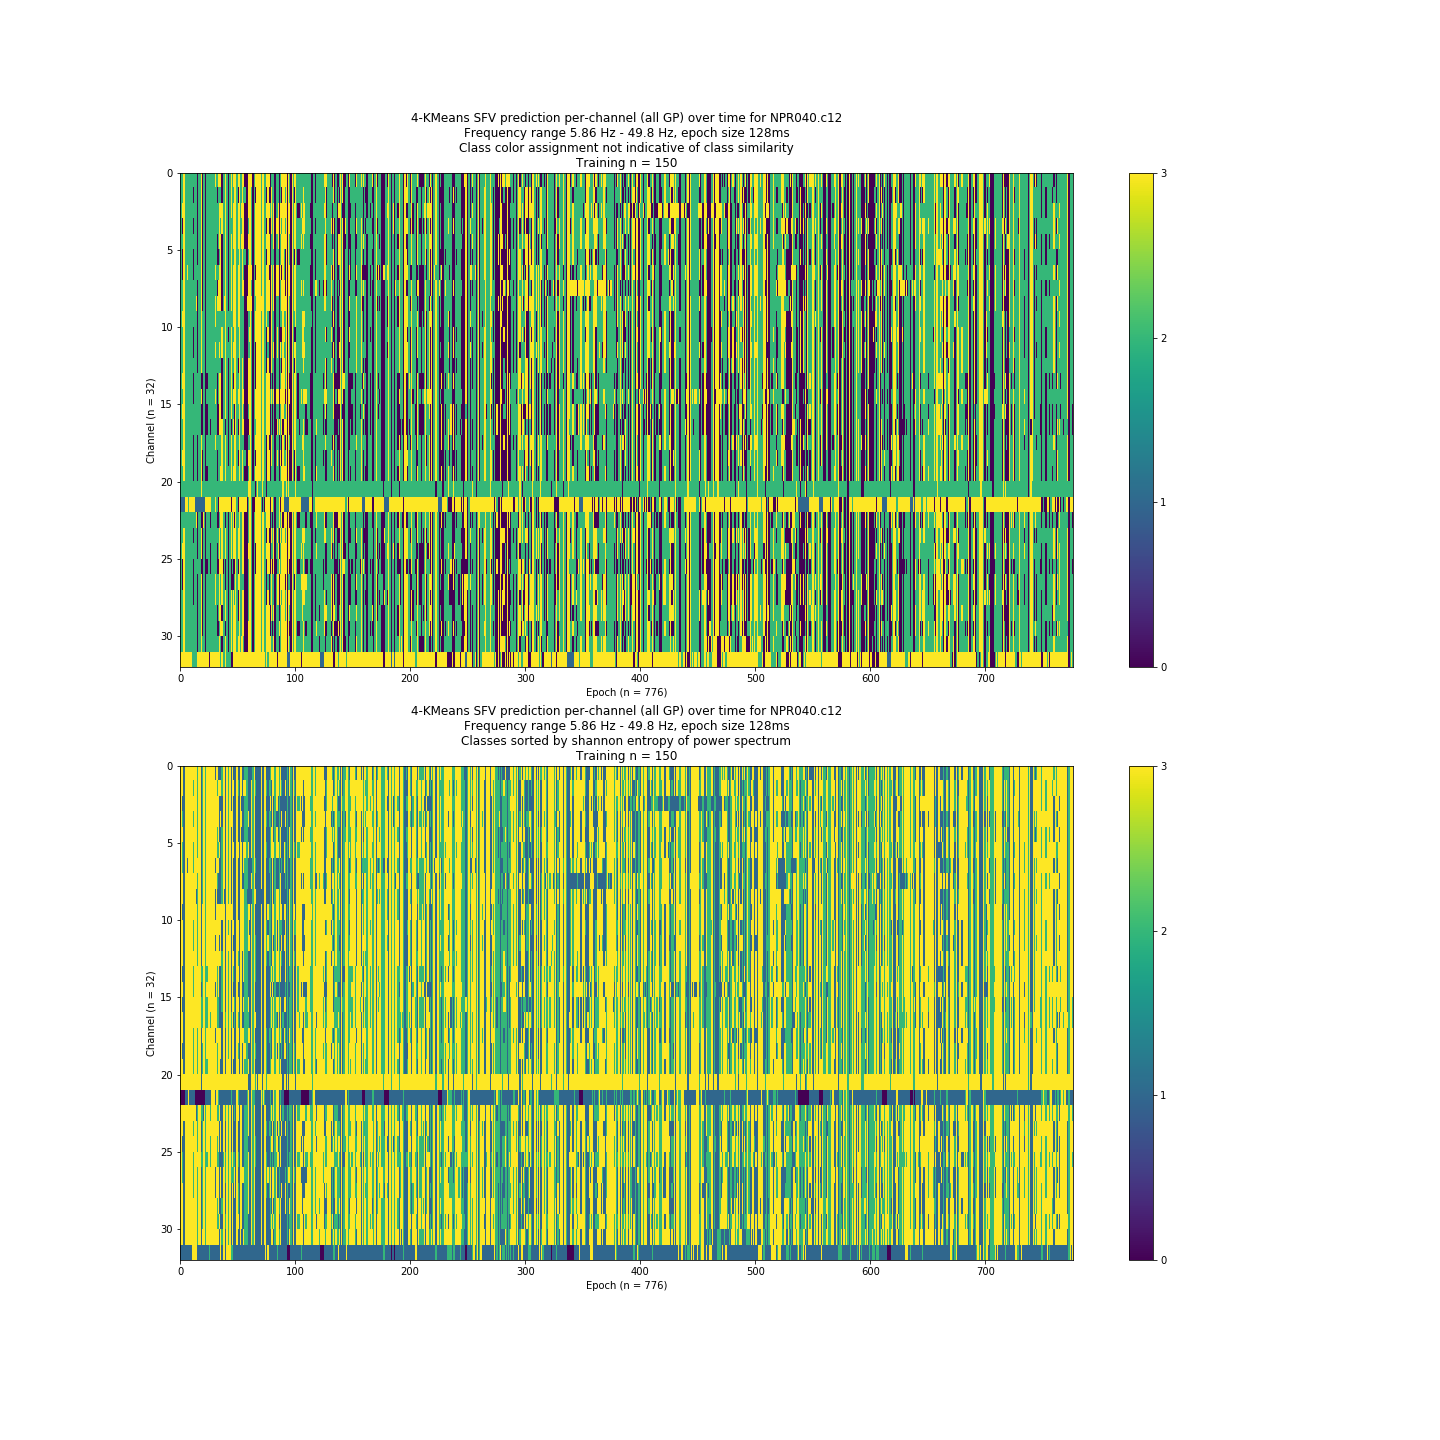 4-KMeans SFV prediction per-channel (all GP) over time for NPR040.c12
Frequency range 5.86 Hz - 49.8 Hz, epoch size 128ms
Class color assignment not indicative of class similarity
Training n = 150
0
5
10
15
20
25
30
Channel (n = 32)
0 100 200 300 400 500 600 700
Epoch (n = 776)
3
2
1
0
4-KMeans SFV prediction per-channel (all GP) over time for NPR040.c12
Frequency range 5.86 Hz - 49.8 Hz, epoch size 128ms
Classes sorted by shannon entropy of power spectrum
Training n = 150
0
5
10
15
20
25
30
Channel (n = 32)
0 100 200 300 400 500 600 700
Epoch (n = 776)
3
2
1
0